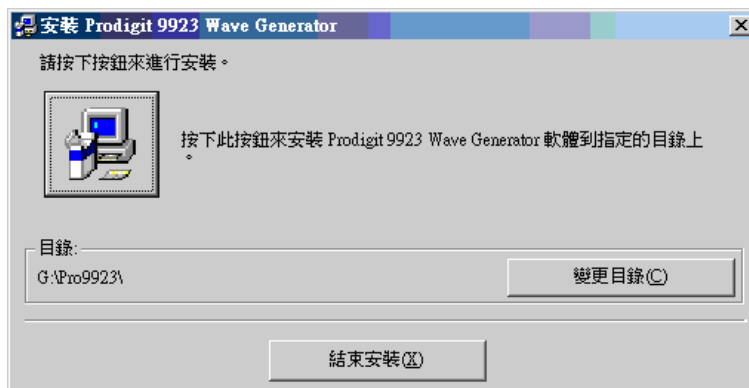 安裝 Prodigit 9923 Wave Generator
請按下按鈕來進行安裝。
按下此按鈕來安裝 Prodigit 9923 Wave Generator 軟體到指定的目錄上
。
目錄:
G:\Pro9923\
變更目錄(C)
結束安裝(X)